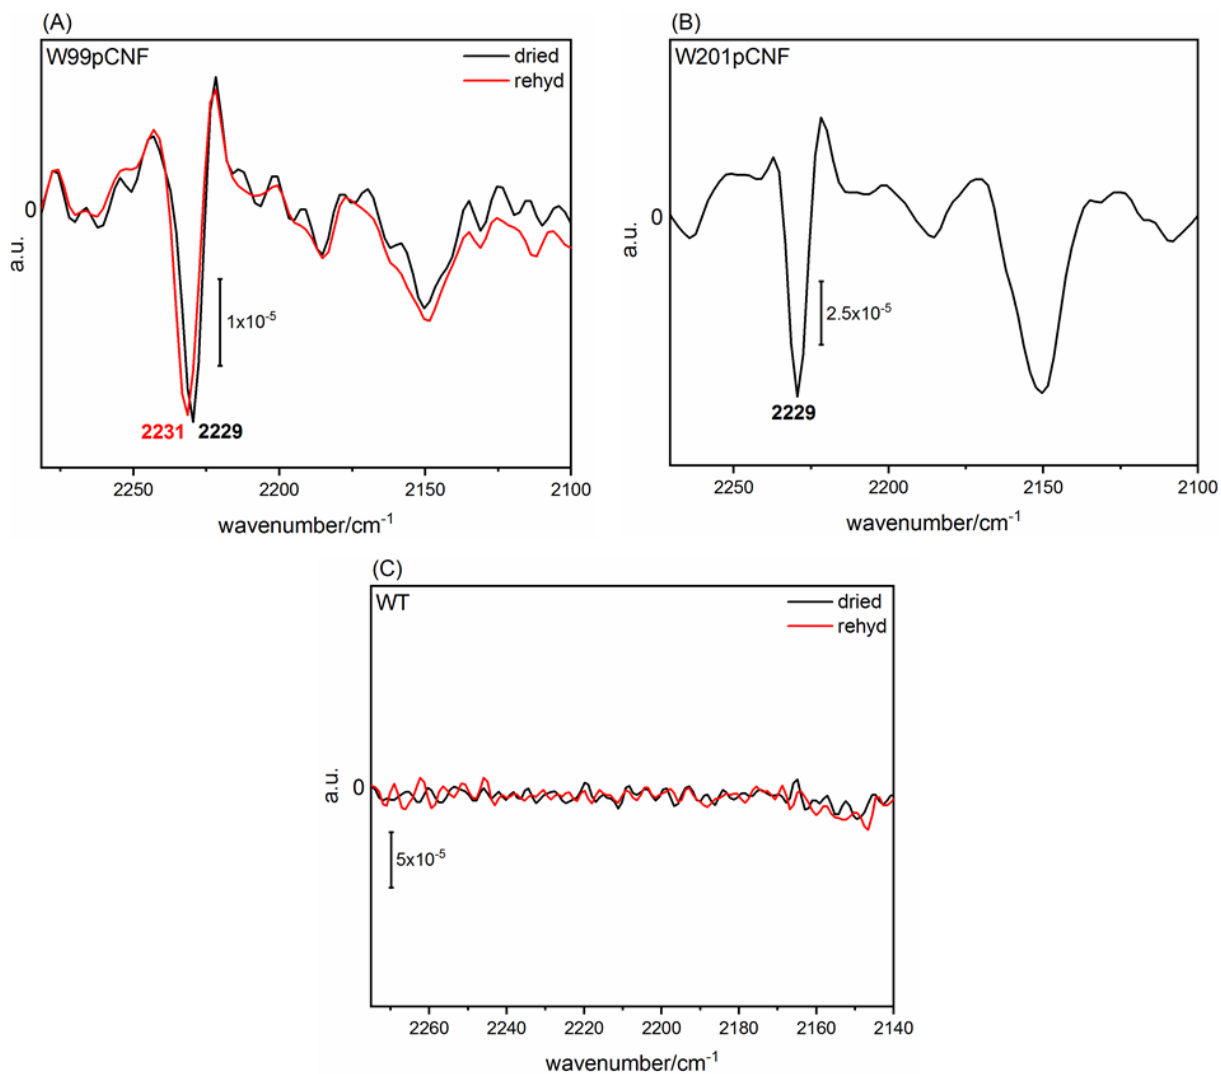 (A)
W99pCNF
dried
rehyd
0
a.u.
1x10⁻⁵
2231 2229
2250 2200 2150 2100
wavenumber/cm⁻¹
(B)
W201pCNF
0
a.u.
2.5x10⁻⁵
2229
2250 2200 2150 2100
wavenumber/cm⁻¹
(C)
WT
dried
rehyd
0
a.u.
5x10⁻⁵
2260 2240 2220 2200 2180 2160 2140
wavenumber/cm⁻¹